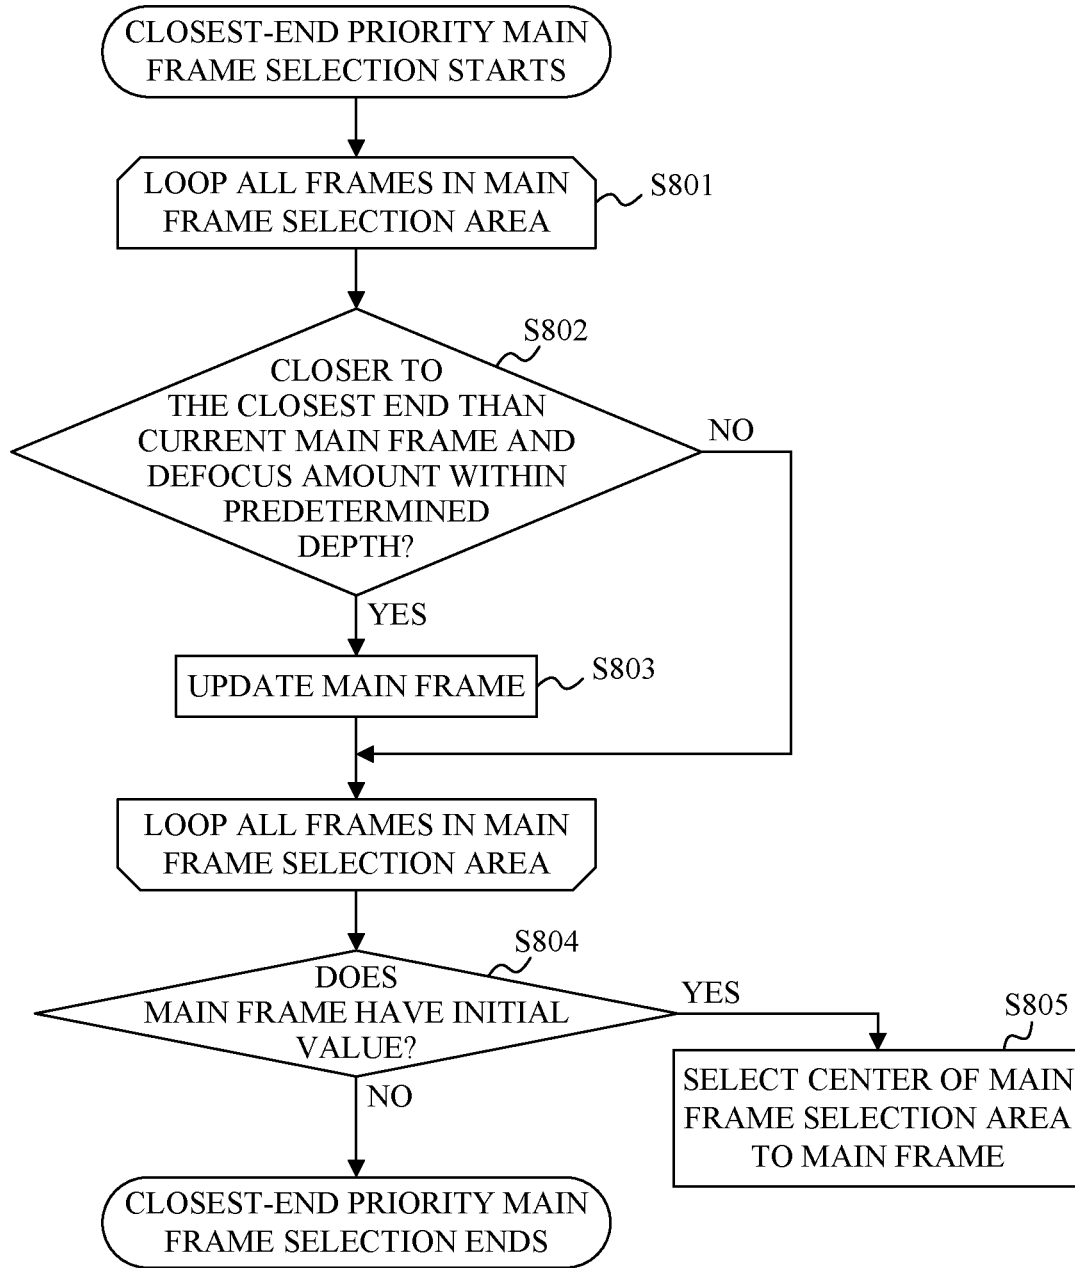 CLOSEST-END PRIORITY MAIN
FRAME SELECTION STARTS
LOOP ALL FRAMES IN MAIN
FRAME SELECTION AREA
S801
S802
CLOSER TO
THE CLOSEST END THAN
CURRENT MAIN FRAME AND
DEFOCUS AMOUNT WITHIN
PREDETERMINED
DEPTH?
NO
YES
UPDATE MAIN FRAME
S803
LOOP ALL FRAMES IN MAIN
FRAME SELECTION AREA
S804
DOES
MAIN FRAME HAVE INITIAL
VALUE?
YES
S805
SELECT CENTER OF MAIN
FRAME SELECTION AREA
TO MAIN FRAME
NO
CLOSEST-END PRIORITY MAIN
FRAME SELECTION ENDS